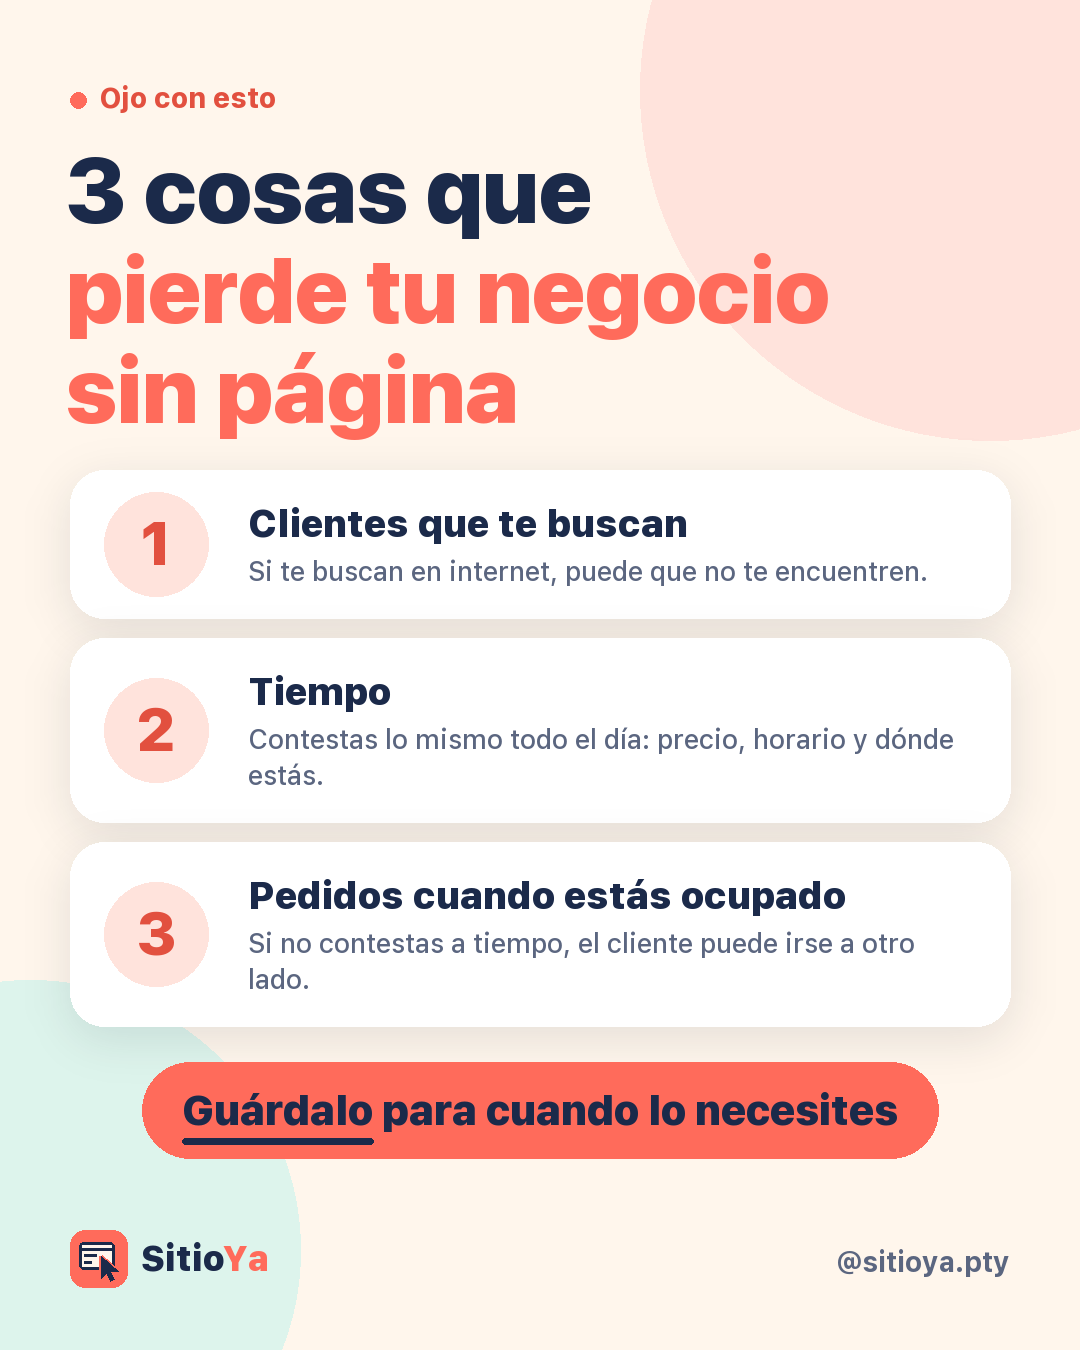 Ojo con esto
3 cosas que
pierde tu negocio
sin página
1
Clientes que te buscan
Si te buscan en internet, puede que no te encuentren.
2
Tiempo
Contestas lo mismo todo el día: precio, horario y dónde
estás.
3
Pedidos cuando estás ocupado
Si no contestas a tiempo, el cliente puede irse a otro
lado.
Guárdalo para cuando lo necesites
SitioYa
@sitioya.pty